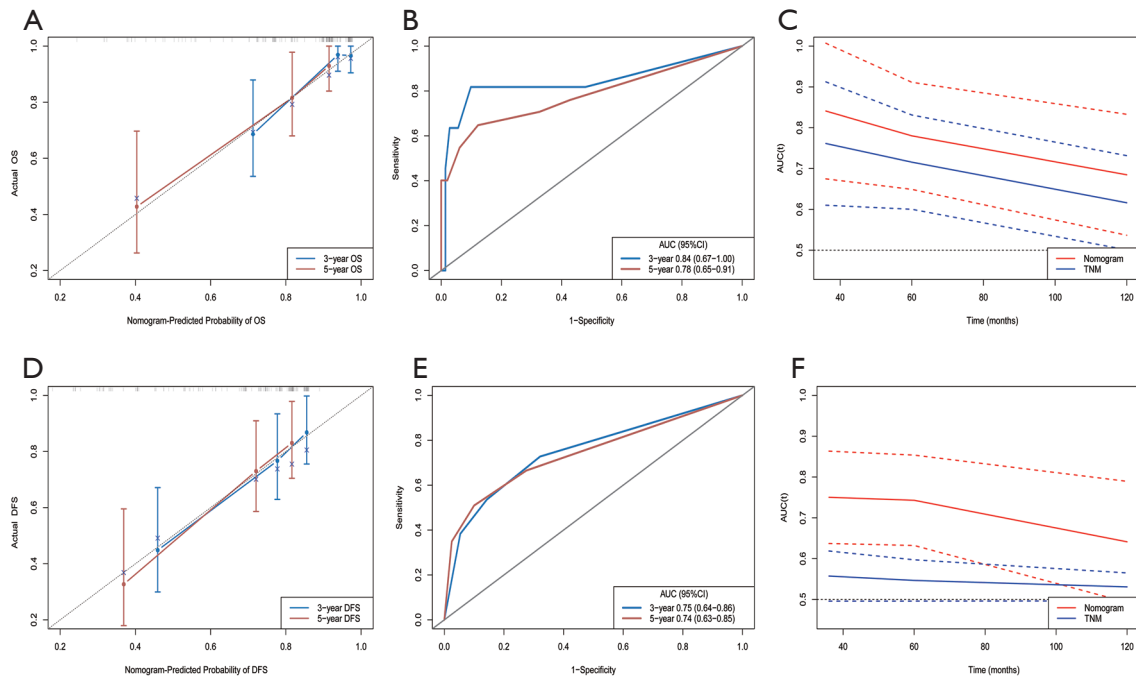 A
Actual OS
1.0
0.8
0.6
0.4
0.2
0.2 0.4 0.6 0.8 1.0
3−year OS
5−year OS
Nomogram-Predicted Probability of OS
B
Sensitivity
1.0
0.8
0.6
0.4
0.2
0.0
0.0 0.2 0.4 0.6 0.8 1.0
AUC (95%CI)
3−year 0.84 (0.67−1.00)
5−year 0.78 (0.65−0.91)
1−Specificity
C
AUC(t)
1.0
0.9
0.8
0.7
0.6
0.5
0.4
40 60 80 100 120
Nomogram
TNM
Time (months)
D
Actual DFS
1.0
0.8
0.6
0.4
0.2
0.2 0.4 0.6 0.8 1.0
3−year DFS
5−year DFS
Nomogram-Predicted Probability of DFS
E
Sensitivity
1.0
0.8
0.6
0.4
0.2
0.0
0.0 0.2 0.4 0.6 0.8 1.0
AUC (95%CI)
3−year 0.75 (0.64−0.86)
5−year 0.74 (0.63−0.85)
1−Specificity
F
AUC(t)
1.0
0.9
0.8
0.7
0.6
0.5
0.4
40 60 80 100 120
Nomogram
TNM
Time (months)